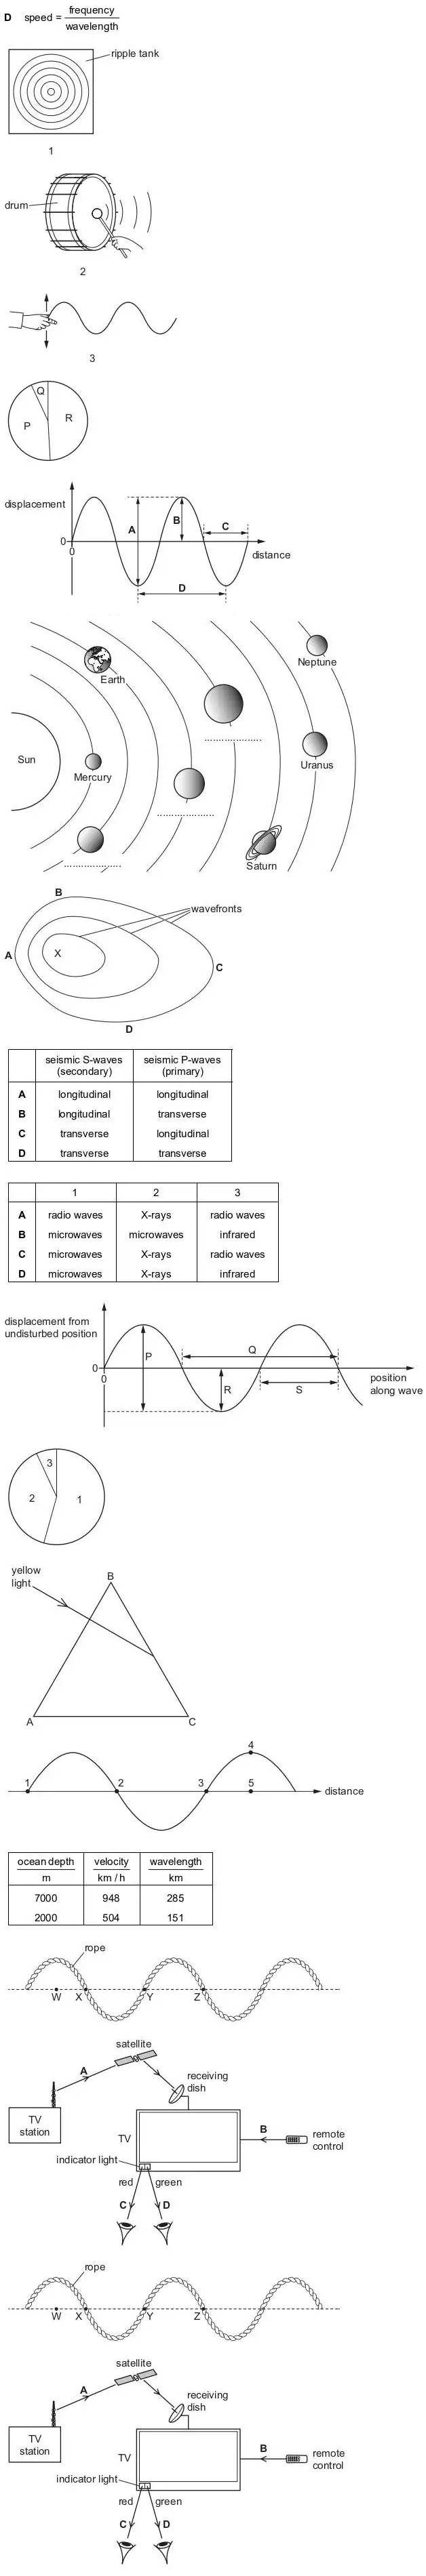 D speed = frequency
wavelength
ripple tank
1
drum
2
3
Q
P R
displacement
A B C
0
0
distance
D
Neptune
Earth
....................
Sun
Mercury
Uranus
....................
....................
Saturn
B
wavefronts
A X C
D
seismic S-waves (secondary) seismic P-waves (primary)
A longitudinal longitudinal
B longitudinal transverse
C transverse longitudinal
D transverse transverse
1 2 3
A radio waves X-rays radio waves
B microwaves microwaves infrared
C microwaves X-rays radio waves
D microwaves X-rays infrared
displacement from
undisturbed position
P Q
0
0
R S
position
along wave
3
2 1
yellow
light
B
A C
4
1 2 3 5 distance
ocean depth velocity wavelength
m km / h km
7000 948 285
2000 504 151
rope
W X Y Z
satellite
A
receiving
dish
TV
station
TV
B
remote
control
indicator light
red green
C D
rope
W X Y Z
satellite
A
receiving
dish
TV
station
TV
B
remote
control
indicator light
red green
C D